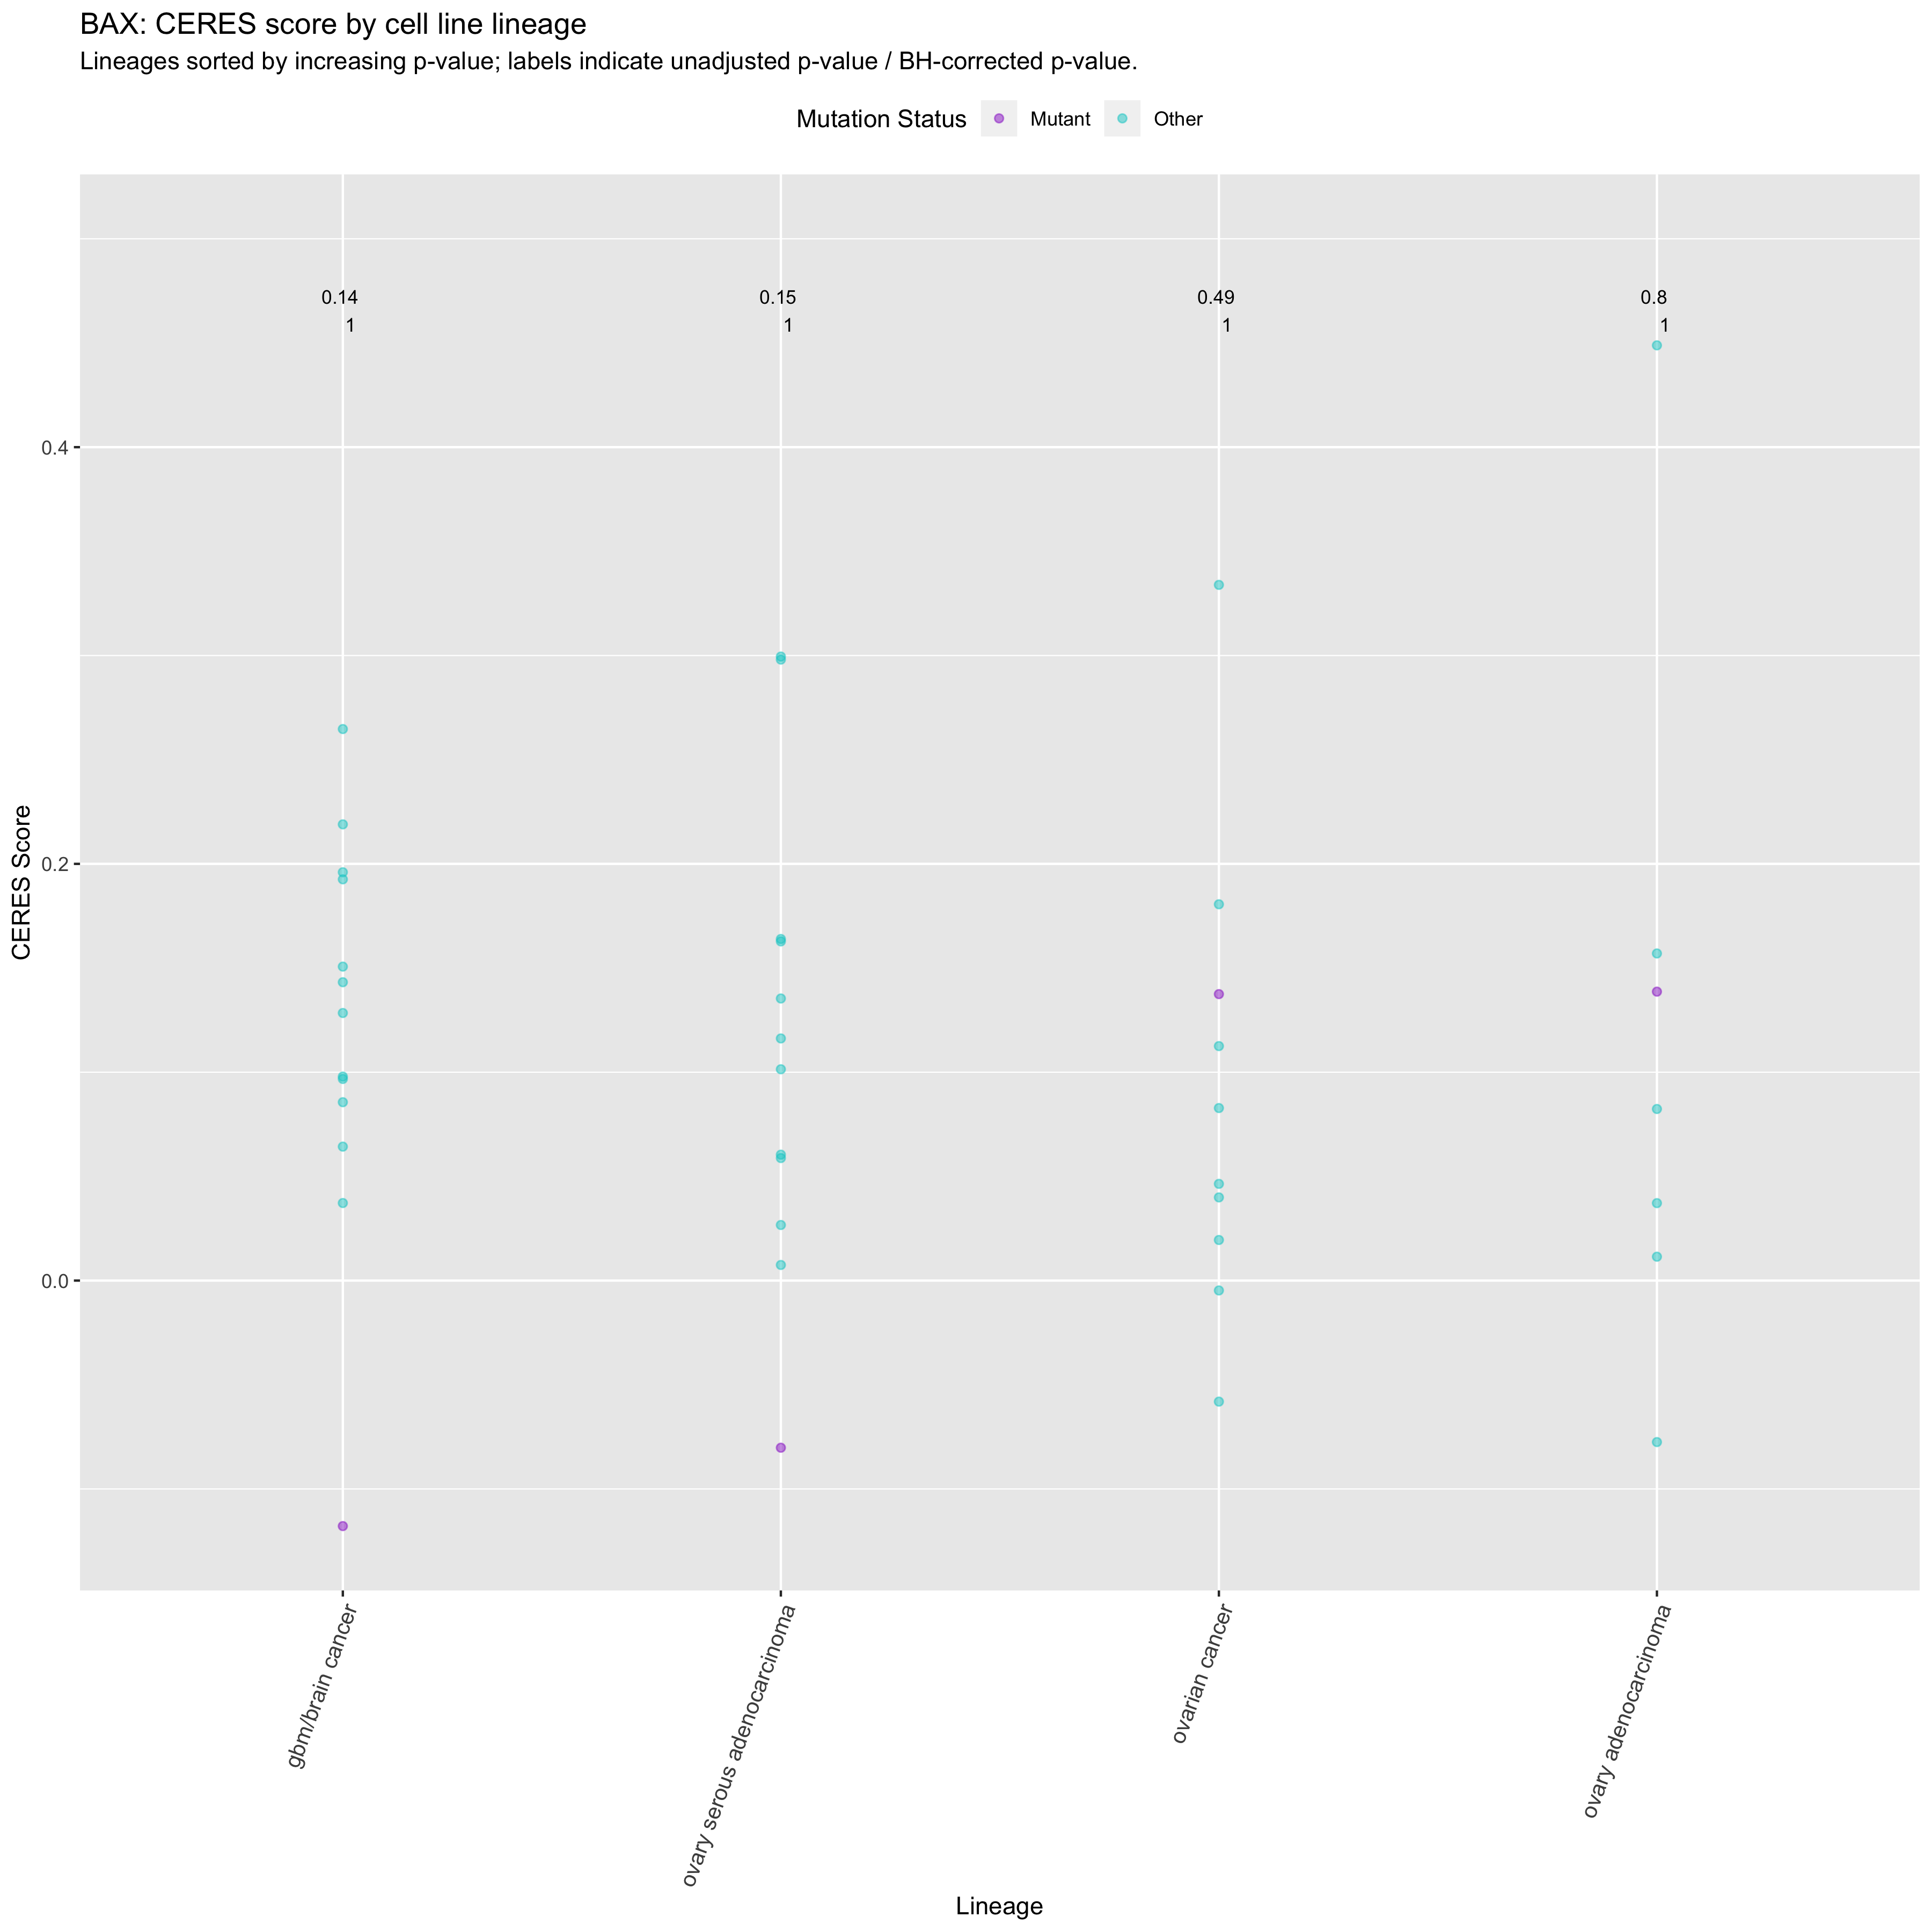 BAX: CERES score by cell line lineage
Lineages sorted by increasing p-value; labels indicate unadjusted p-value / BH-corrected p-value.
Mutation Status Mutant Other
0.14 0.15 0.49 0.8
1 1 1 1
0.4
0.2
0.0
CERES Score
gbm/brain cancer
ovary serous adenocarcinoma
ovarian cancer
ovary adenocarcinoma
Lineage